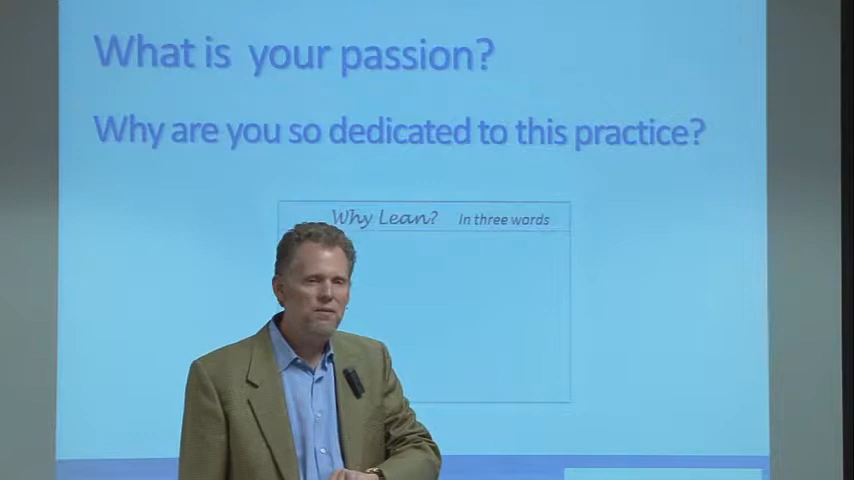 What is your passion?
Why are you so dedicated to this practice?
Why Lean? In three words